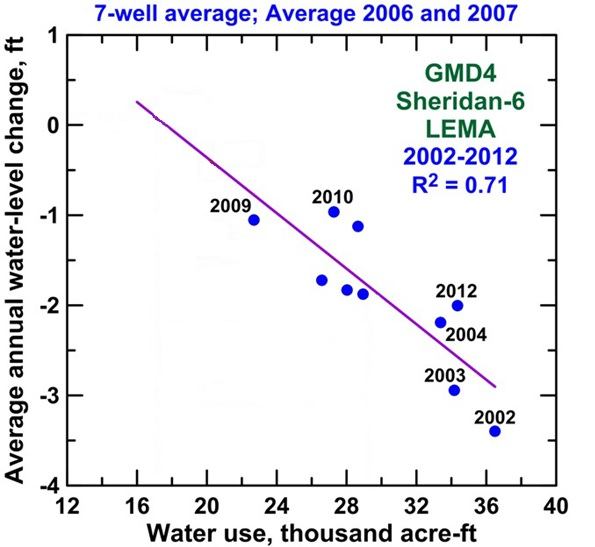 7-well average; Average 2006 and 2007
Average annual water-level change, ft
1
0
-1
-2
-3
-4
GMD4
Sheridan-6
LEMA
2002-2012
R² = 0.71
2009
2010
2012
2004
2003
2002
12 16 20 24 28 32 36 40
Water use, thousand acre-ft